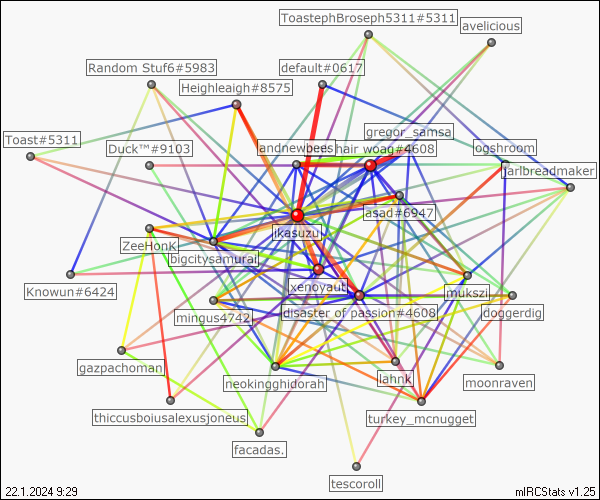 ToastephBroseph5311#5311
avelicious
Random Stuf6#5983
default#0617
Heighleaigh#8575
gregor_samsa
Toast#5311
Duck™#9103
andnewbees
hair woag#4608
ogshroom
jarlbreadmaker
asad#6947
jkasuzu
ZeeHonk
bigcitysamurai
xenoyaut
Knowun#6424
mukszi
mingus4742.
disaster of passion#4608
doggerdig
gazpachoman
neokingghidorah
lahnk
moonraven
thiccusboiusalexusjoneus
turkey_mcnugget
facadas.
tescoroll
22.1.2024 9:29
mIRCStats v1.25